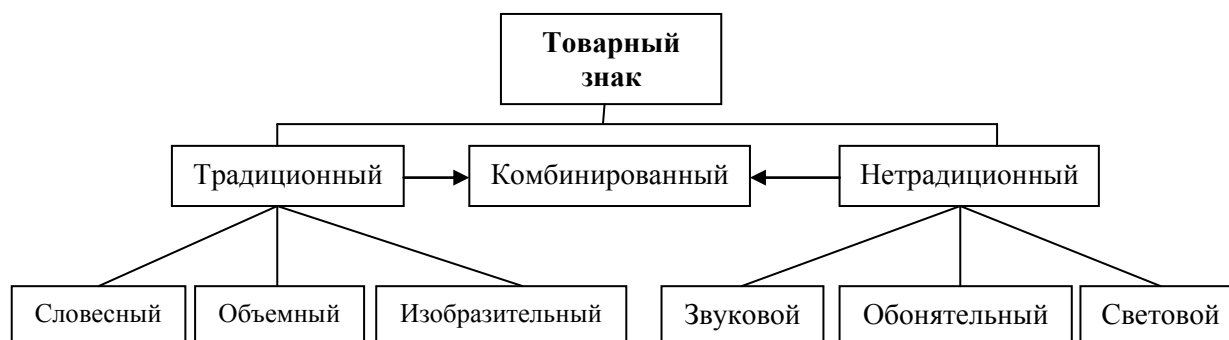 Товарный
знак
Традиционный
Комбинированный
Нетрадиционный
Словесный
Объемный
Изобразительный
Звуковой
Обонятельный
Световой